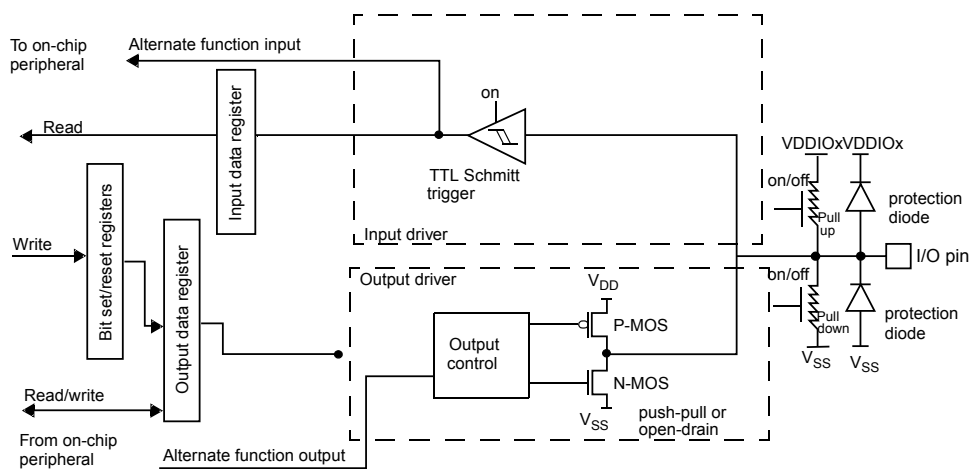 To on-chip
peripheral
Alternate function input
on
Read
Input data register
TTL Schmitt
trigger
Input driver
VDDIOx
VDDIOx
on/off
Pull
up
protection
diode
Write
Bit set/reset registers
Output data register
I/O pin
Output driver
VDD
P-MOS
Output
control
N-MOS
VSS
push-pull or
open-drain
on/off
Pull
down
protection
diode
VSS
VSS
Read/write
From on-chip
peripheral
Alternate function output